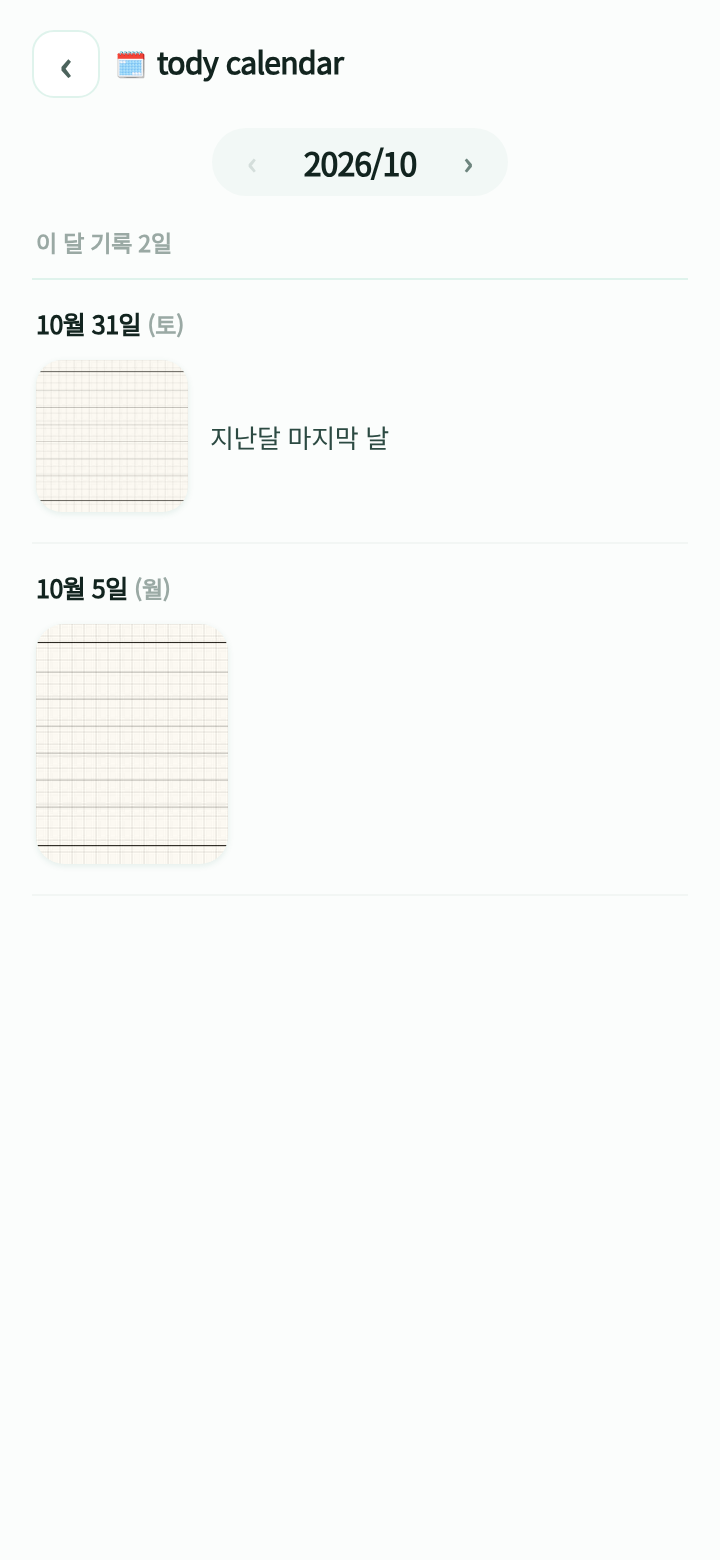 ‹ 🗓️ tody calendar
‹ 2026/10 ›
이 달 기록 2일
10월 31일 (토)
지난달 마지막 날
10월 5일 (월)